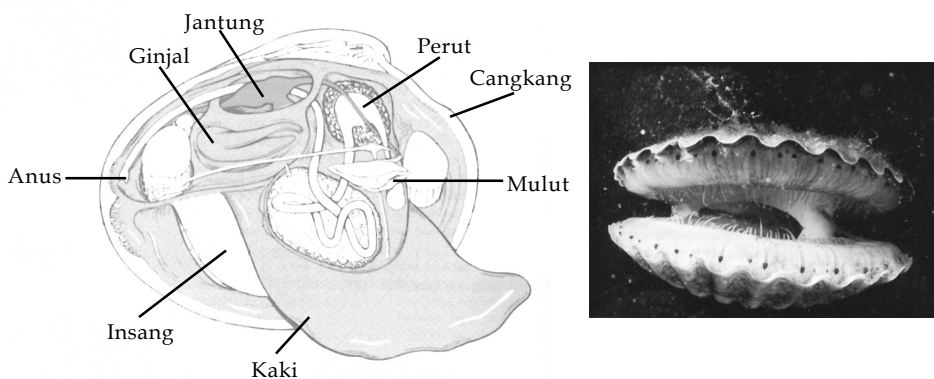 Jantung
Ginjal
Perut
Cangkang
Anus
Mulut
Insang
Kaki